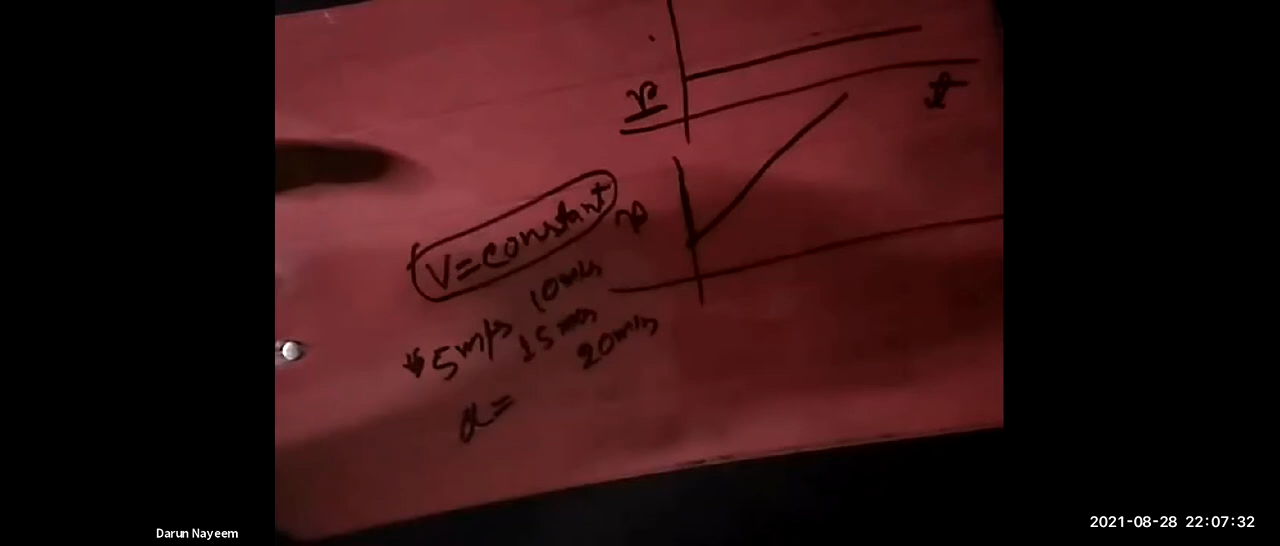 v
t
V=constant
v
10m/s
5m/s
15m/s
20m/s
a=
Darun Nayeem
2021-08-28 22:07:32